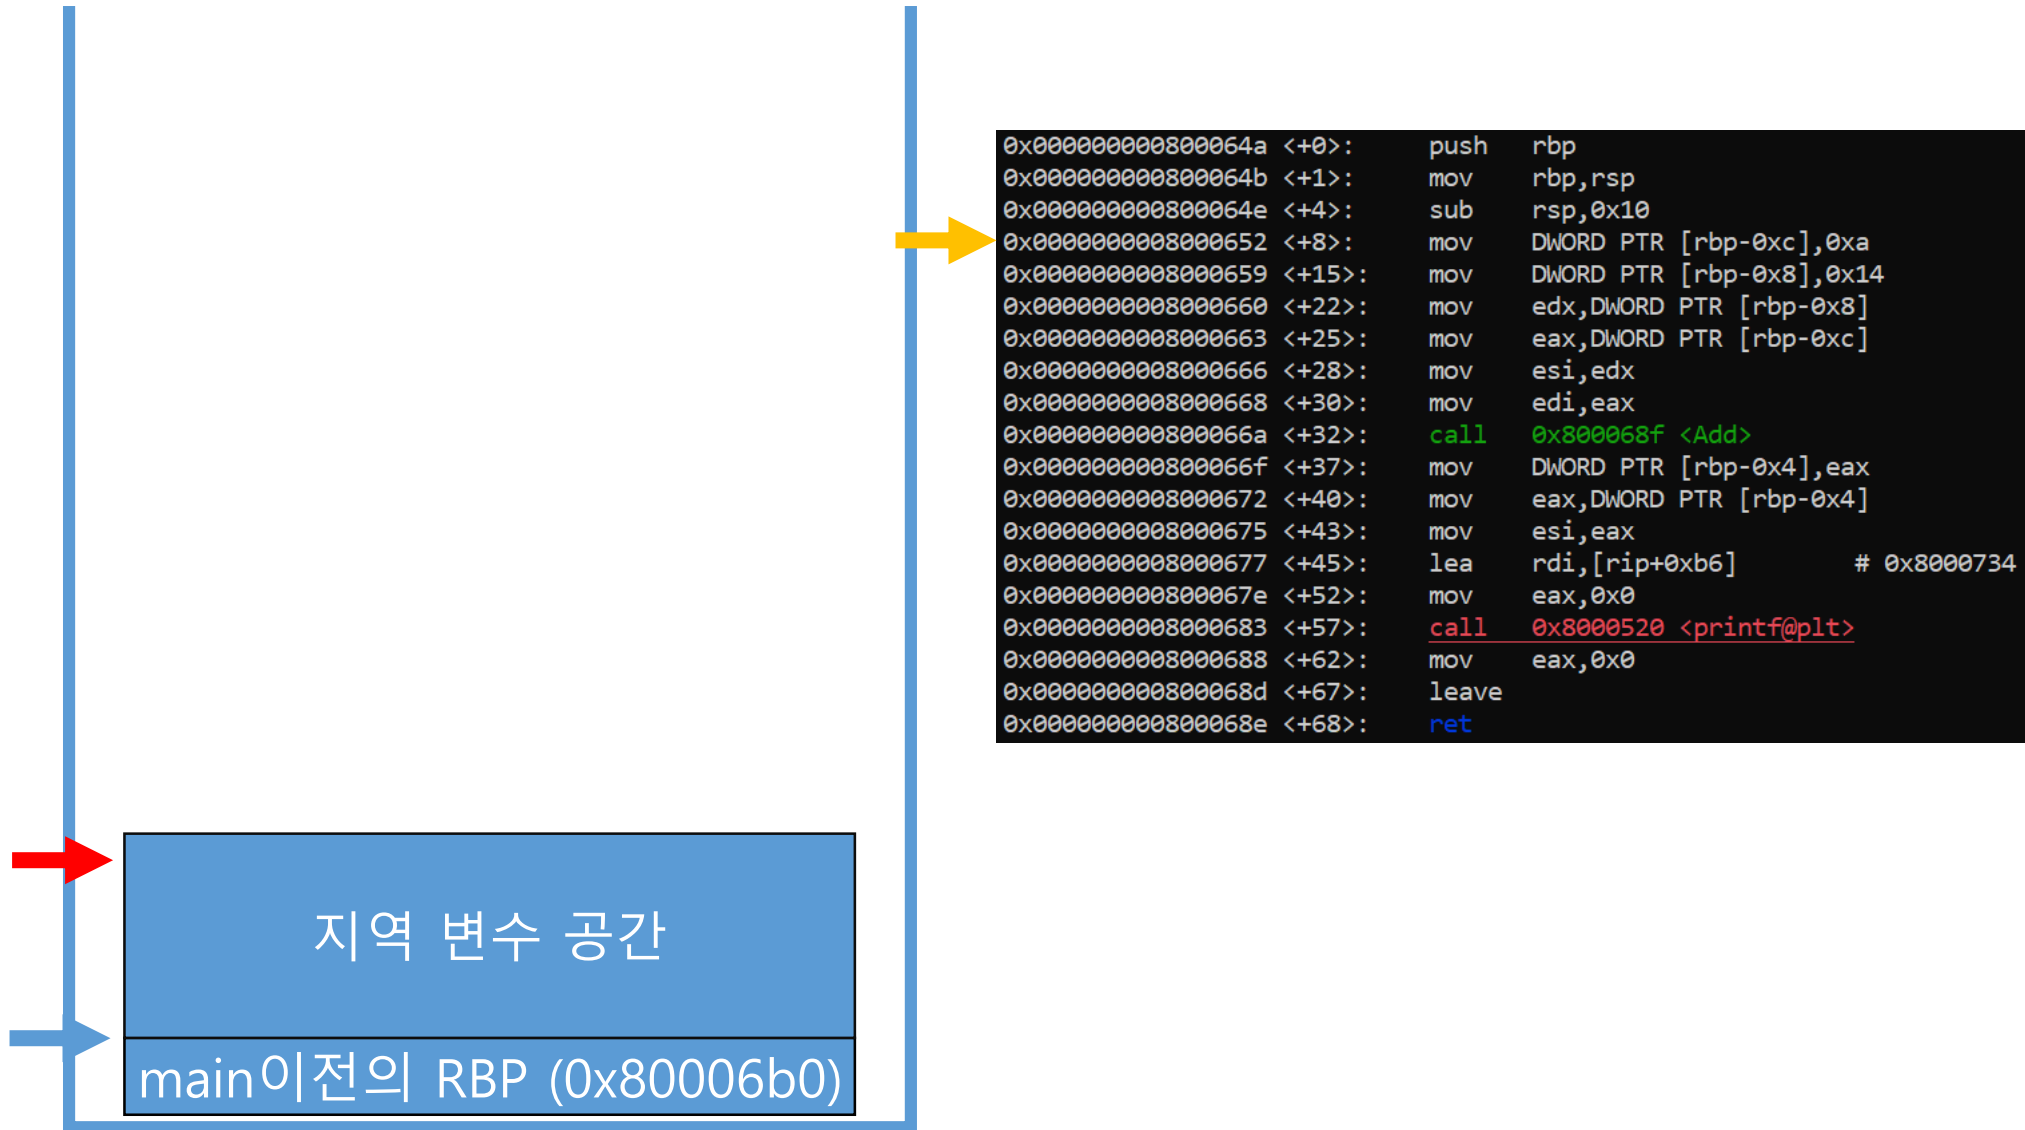 0x000000000800064a <+0>: push rbp
0x000000000800064b <+1>: mov rbp,rsp
0x000000000800064e <+4>: sub rsp,0x10
0x0000000008000652 <+8>: mov DWORD PTR [rbp-0xc],0xa
0x0000000008000659 <+15>: mov DWORD PTR [rbp-0x8],0x14
0x0000000008000660 <+22>: mov edx,DWORD PTR [rbp-0x8]
0x0000000008000663 <+25>: mov eax,DWORD PTR [rbp-0xc]
0x0000000008000666 <+28>: mov esi,edx
0x0000000008000668 <+30>: mov edi,eax
0x000000000800066a <+32>: call 0x800068f <Add>
0x000000000800066f <+37>: mov DWORD PTR [rbp-0x4],eax
0x0000000008000672 <+40>: mov eax,DWORD PTR [rbp-0x4]
0x0000000008000675 <+43>: mov esi,eax
0x0000000008000677 <+45>: lea rdi,[rip+0xb6] # 0x8000734
0x000000000800067e <+52>: mov eax,0x0
0x0000000008000683 <+57>: call 0x8000520 <printf@plt>
0x0000000008000688 <+62>: mov eax,0x0
0x000000000800068d <+67>: leave
0x000000000800068e <+68>: ret
지역 변수 공간
main이전의 RBP (0x80006b0)